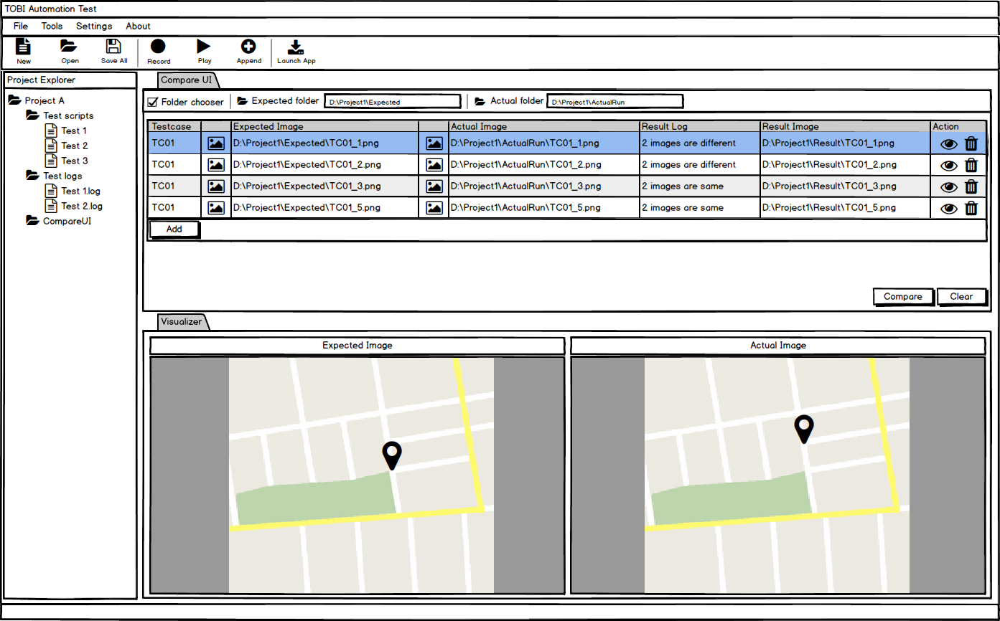 TOBI Automation Test
File Tools Settings About
New Open Save All Record Play Append Launch App
Project Explorer
Project A
Test scripts
Test 1
Test 2
Test 3
Test logs
Test 1.log
Test 2.log
CompareUI
Compare UI
Folder chooser Expected folder D:\Project1\Expected Actual folder D:\Project1\ActualRun
Testcase Expected Image Actual Image Result Log Result Image Action
TC01 D:\Project1\Expected\TC01_1.png D:\Project1\ActualRun\TC01_1.png 2 images are different D:\Project1\Result\TC01_1.png
TC01 D:\Project1\Expected\TC01_2.png D:\Project1\ActualRun\TC01_2.png 2 images are different D:\Project1\Result\TC01_2.png
TC01 D:\Project1\Expected\TC01_3.png D:\Project1\ActualRun\TC01_3.png 2 images are same D:\Project1\Result\TC01_3.png
TC01 D:\Project1\Expected\TC01_5.png D:\Project1\ActualRun\TC01_5.png 2 images are same D:\Project1\Result\TC01_5.png
Add
Compare Clear
Visualizer
Expected Image Actual Image